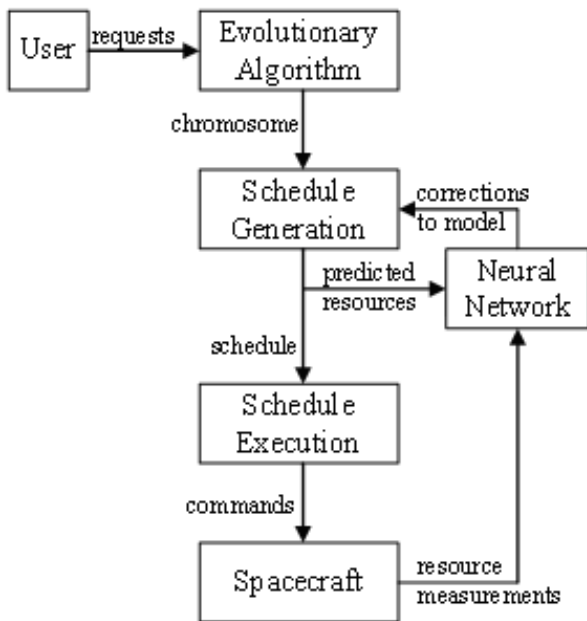 User
requests
Evolutionary
Algorithm
chromosome
Schedule
Generation
corrections
to model
predicted
resources
Neural
Network
schedule
Schedule
Execution
commands
Spacecraft
resource
measurements